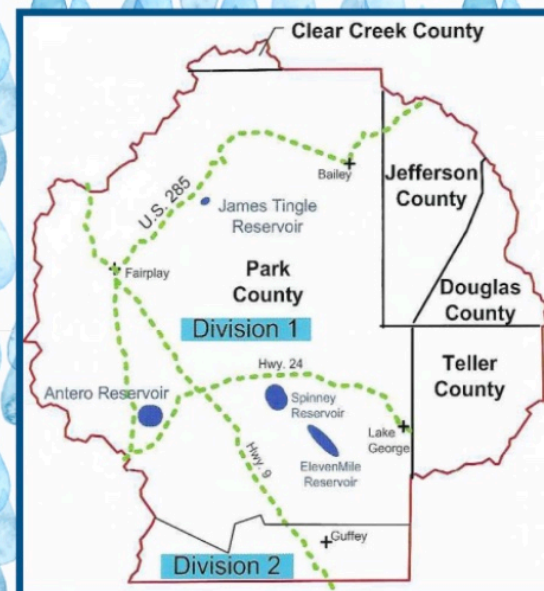 Clear Creek County
Bailey
Jefferson
County
U.S. 285
James Tingle
Reservoir
Fairplay
Park
County
Douglas
County
Division 1
Hwy. 24
Teller
County
Antero Reservoir
Spinney
Reservoir
Lake
George
ElevenMile
Reservoir
Hwy. 9
Guffey
Division 2